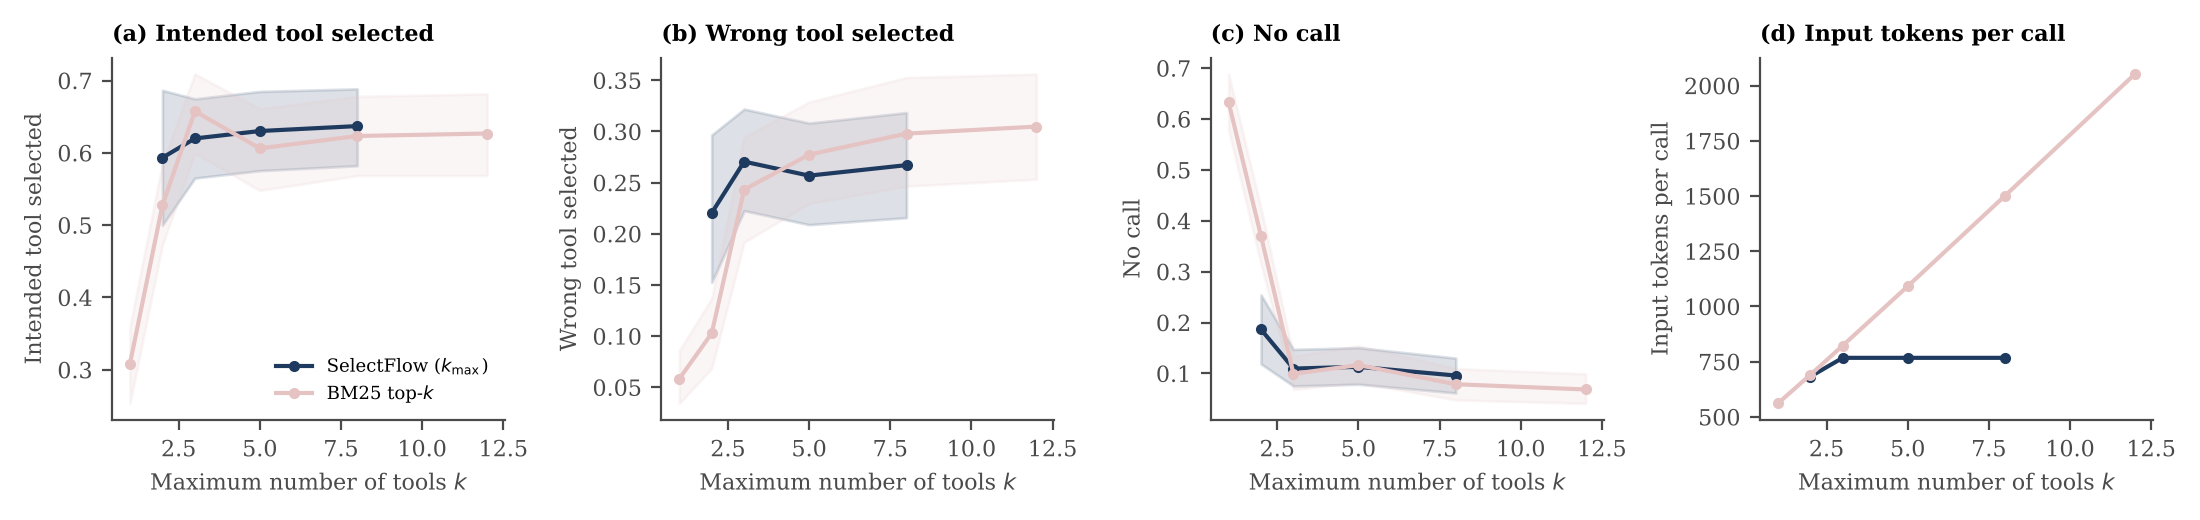 (a) Intended tool selected
Intended tool selected
0.7
0.6
0.5
0.4
0.3
2.5 5.0 7.5 10.0 12.5
Maximum number of tools k
SelectFlow (kmax)
BM25 top-k
(b) Wrong tool selected
Wrong tool selected
0.35
0.30
0.25
0.20
0.15
0.10
0.05
2.5 5.0 7.5 10.0 12.5
Maximum number of tools k
(c) No call
No call
0.7
0.6
0.5
0.4
0.3
0.2
0.1
2.5 5.0 7.5 10.0 12.5
Maximum number of tools k
(d) Input tokens per call
Input tokens per call
2000
1750
1500
1250
1000
750
500
2.5 5.0 7.5 10.0 12.5
Maximum number of tools k